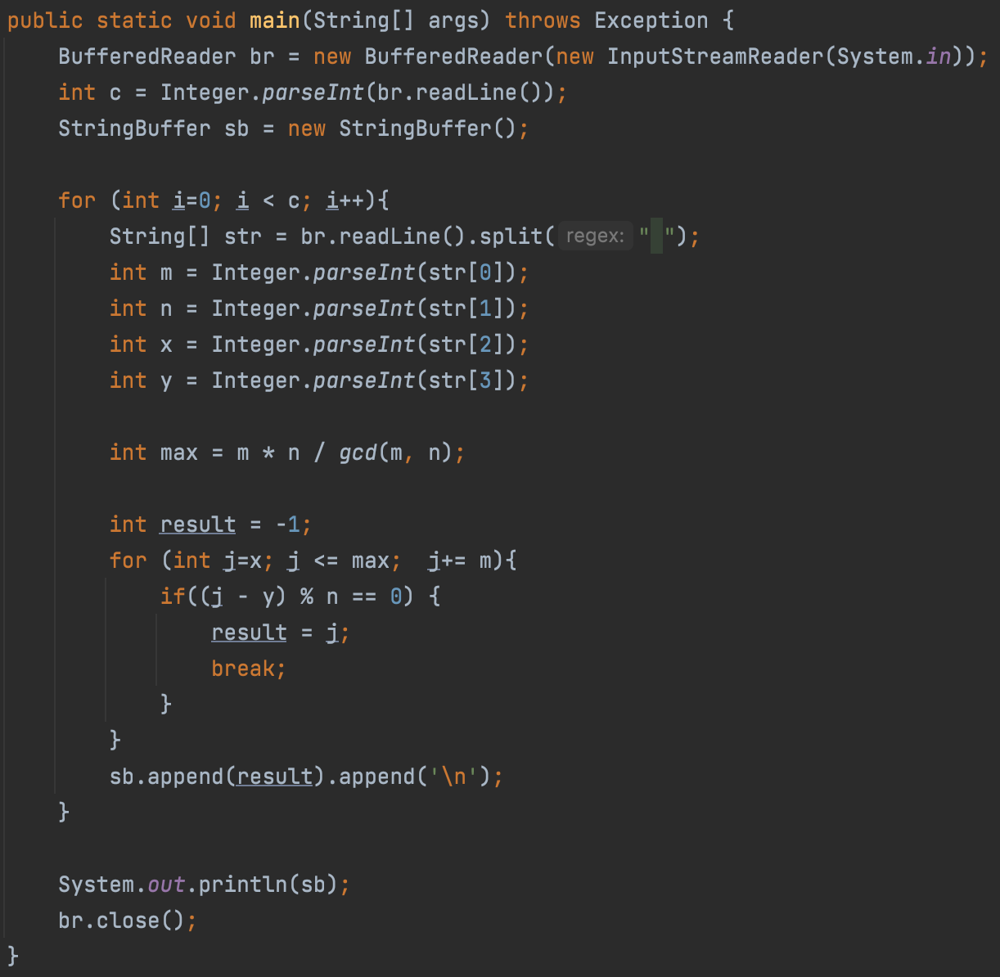 public static void main(String[] args) throws Exception {
    BufferedReader br = new BufferedReader(new InputStreamReader(System.in));
    int c = Integer.parseInt(br.readLine());
    StringBuffer sb = new StringBuffer();

    for (int i=0; i < c; i++){
        String[] str = br.readLine().split( regex: " ");
        int m = Integer.parseInt(str[0]);
        int n = Integer.parseInt(str[1]);
        int x = Integer.parseInt(str[2]);
        int y = Integer.parseInt(str[3]);

        int max = m * n / gcd(m, n);

        int result = -1;
        for (int j=x; j <= max;  j+= m){
            if((j - y) % n == 0) {
                result = j;
                break;
            }
        }
        sb.append(result).append('\n');
    }

    System.out.println(sb);
    br.close();
}